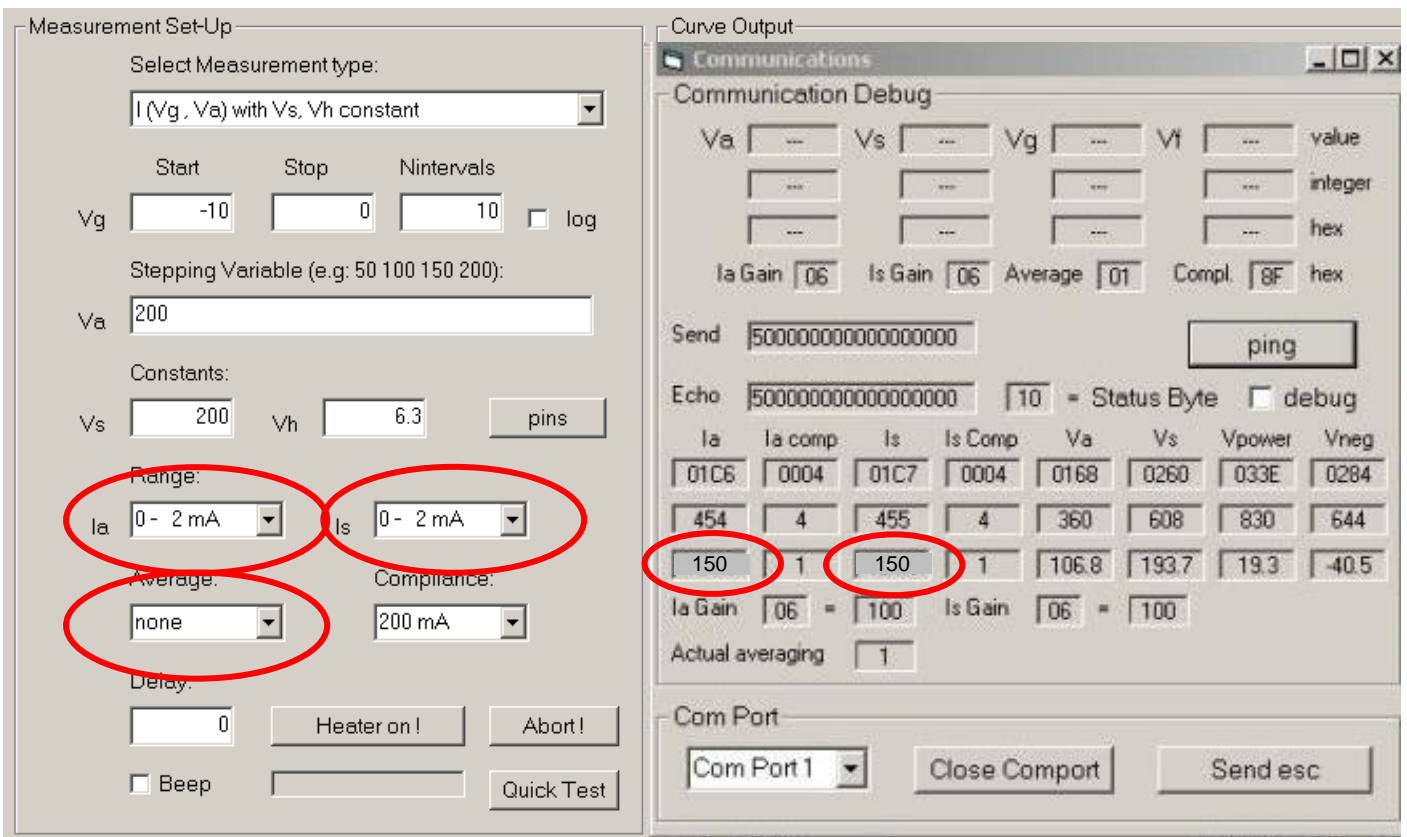 Measurement Set-Up
Select Measurement type:
I (Vg , Va) with Vs, Vh constant
Start Stop Nintervals
Vg -10 0 10 log
Stepping Variable (e.g: 50 100 150 200):
Va 200
Constants:
Vs 200 Vh 6.3 pins
Range:
Ia 0 - 2 mA Is 0 - 2 mA
Average: Compliance:
none 200 mA
Delay:
0 Heater on ! Abort !
Beep Quick Test
Curve Output
Communications
Communication Debug
Va --- Vs --- Vg --- Vf --- value
--- --- --- --- integer
--- --- --- --- hex
Ia Gain 06 Is Gain 06 Average 01 Compl. 8F hex
Send 500000000000000000
ping
Echo 500000000000000000 10 = Status Byte debug
Ia Ia comp Is Is Comp Va Vs Vpower Vneg
01C6 0004 01C7 0004 0168 0260 033E 0284
454 4 455 4 360 608 830 644
150 1 150 1 106.8 193.7 19.3 -40.5
Ia Gain 06 = 100 Is Gain 06 = 100
Actual averaging 1
Com Port
Com Port 1 Close Comport Send esc